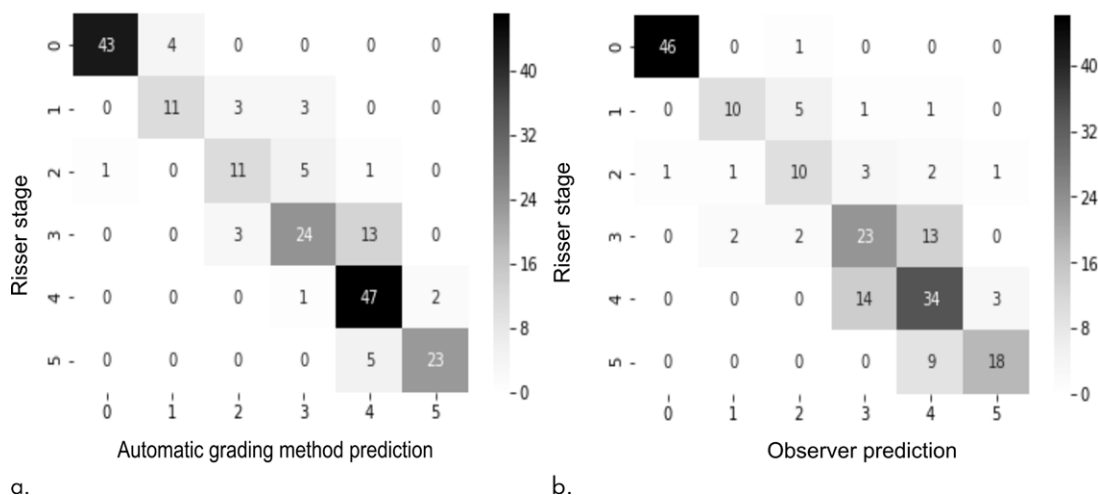 0 - 43 4 0 0 0 0
1 - 0 11 3 3 0 0
2 - 1 0 11 5 1 0
3 - 0 0 3 24 13 0
4 - 0 0 0 1 47 2
5 - 0 0 0 0 5 23
0 1 2 3 4 5
- 40
- 32
- 24
- 16
- 8
- 0
Risser stage
Automatic grading method prediction
a.
0 - 46 0 1 0 0 0
1 - 0 10 5 1 1 0
2 - 1 1 10 3 2 1
3 - 0 2 2 23 13 0
4 - 0 0 0 14 34 3
5 - 0 0 0 0 9 18
0 1 2 3 4 5
- 40
- 32
- 24
- 16
- 8
- 0
Risser stage
Observer prediction
b.